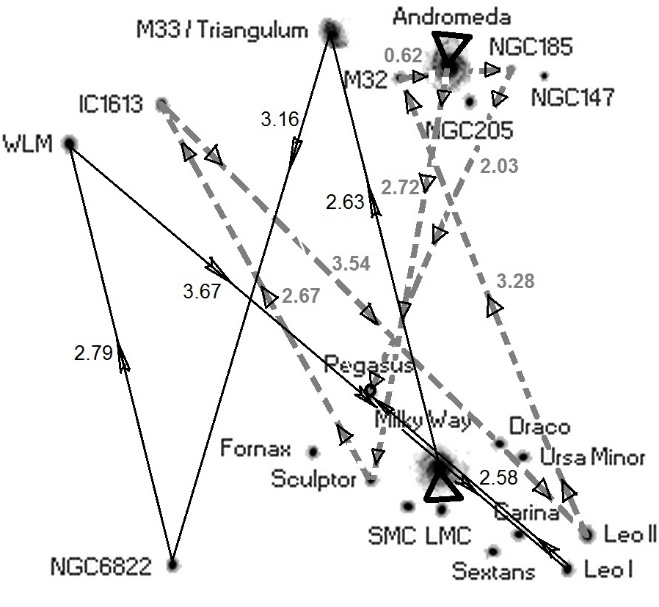 Andromeda
M33 / Triangulum
0.62
NGC185
M32
NGC147
IC1613
3.16
NGC205
WLM
2.03
2.72
2.63
3.54
3.28
3.67
2.67
2.79
Pegasus
Milky Way
Draco
Fornax
Ursa Minor
Sculptor
2.58
Carina
SMC LMC
Leo II
NGC6822
Sextans
Leo I